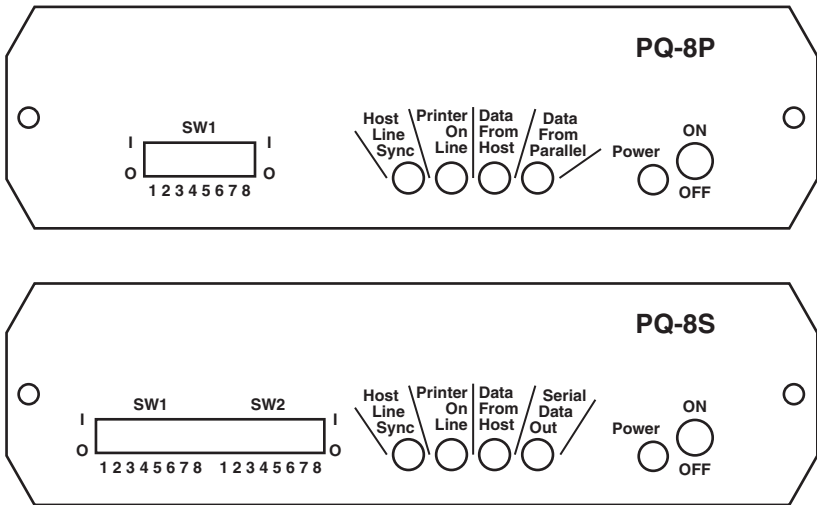 PQ-8P
SW1
I I
O O
1 2 3 4 5 6 7 8
Host Line Sync
Printer On Line
Data From Host
Data From Parallel
Power
ON
OFF
PQ-8S
SW1 SW2
I I
O O
1 2 3 4 5 6 7 8 1 2 3 4 5 6 7 8
Host Line Sync
Printer On Line
Data From Host
Serial Data Out
Power
ON
OFF